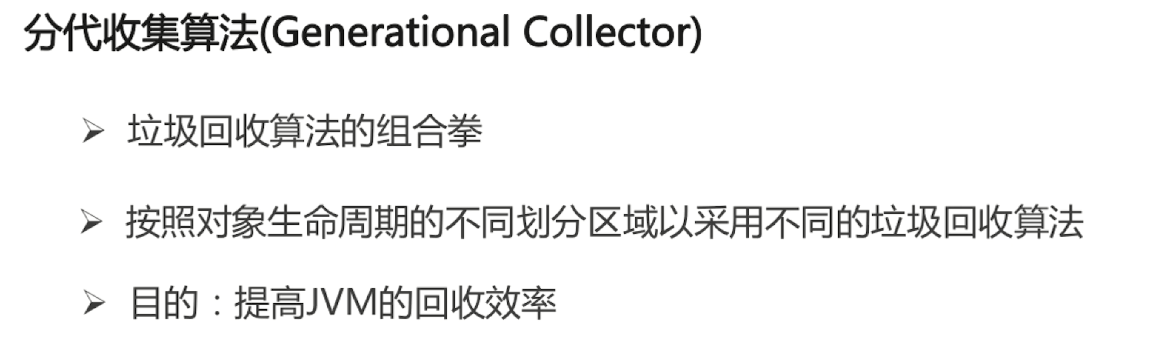 分代收集算法(Generational Collector)
➢ 垃圾回收算法的组合拳
➢ 按照对象生命周期的不同划分区域以采用不同的垃圾回收算法
➢ 目的：提高JVM的回收效率